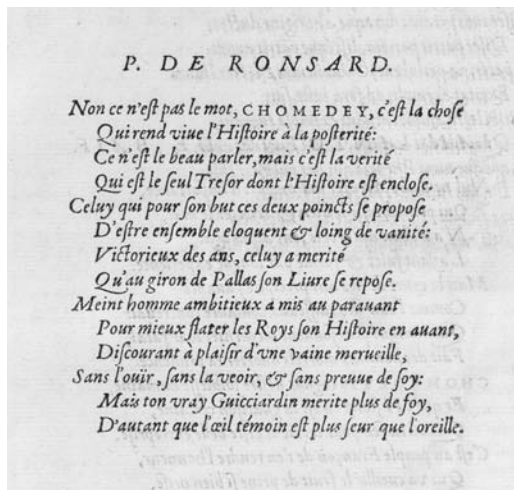 P. DE RONSARD.
Non ce n'eſt pas le mot, CHOMEDEY, c'eſt la choſe
Qui rend viue l'Hiſtoire à la poſterité:
Ce n'eſt le beau parler, mais c'eſt la verité
Qui eſt le ſeul Treſor dont l'Hiſtoire eſt encloſe.
Celuy qui pour ſon but ces deux poincts ſe propoſe
D'eſtre enſemble eloquent & loing de vanité:
Victorieux des ans, celuy a merité
Qu'au giron de Pallas ſon Liure ſe repoſe.
Meint homme ambitieux a mis au parauant
Pour mieux flater les Roys ſon Hiſtoire en auant,
Diſcourant à plaiſir d'vne vaine merueille,
Sans l'ouïr, ſans la veoir, & ſans preuue de ſoy:
Mais ton vray Guicciardin merite plus de foy,
D'autant que l'œil témoin eſt plus ſeur que l'oreille.